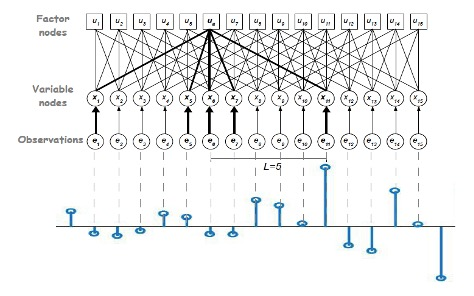 Factor nodes
u1 u2 u3 u4 u5 u6 u7 u8 u9 u10 u11 u12 u13 u14 u15
Variable nodes
x1 x2 x3 x4 x5 x6 x7 x8 x9 x10 x11 x12 x13 x14 x15
Observations
e1 e2 e3 e4 e5 e6 e7 e8 e9 e10 e11 e12 e13 e14 e15
L=5